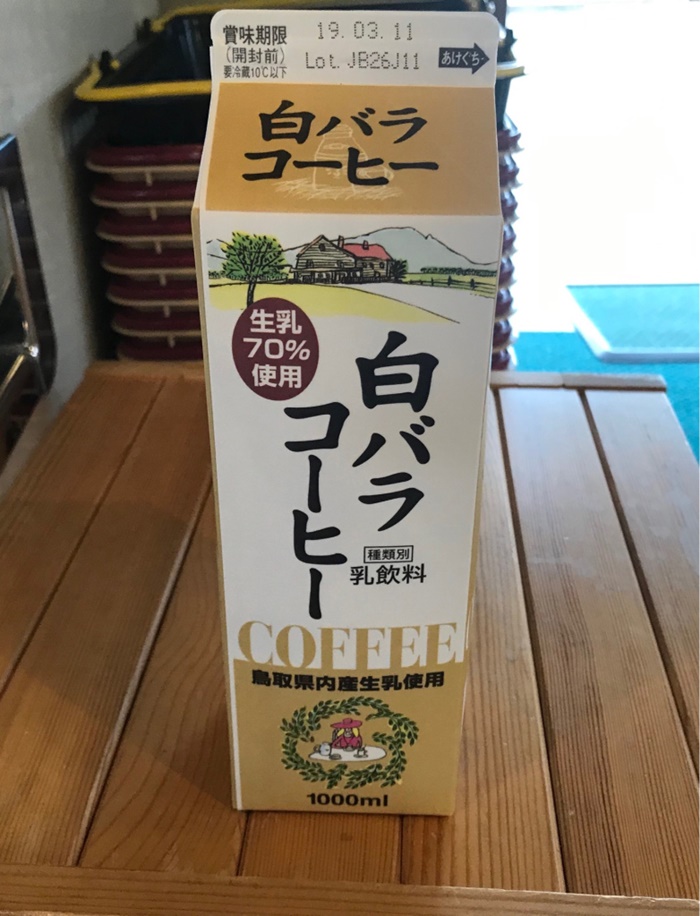 賞味期限
(開封前)
要冷蔵10℃以下
19.03.11
Lot.JB26J11
あけぐち
白バラ
コーヒー
生乳
70%
使用
白バラ
コーヒー
種類別
乳飲料
COFFEE
鳥取県内産生乳使用
1000ml